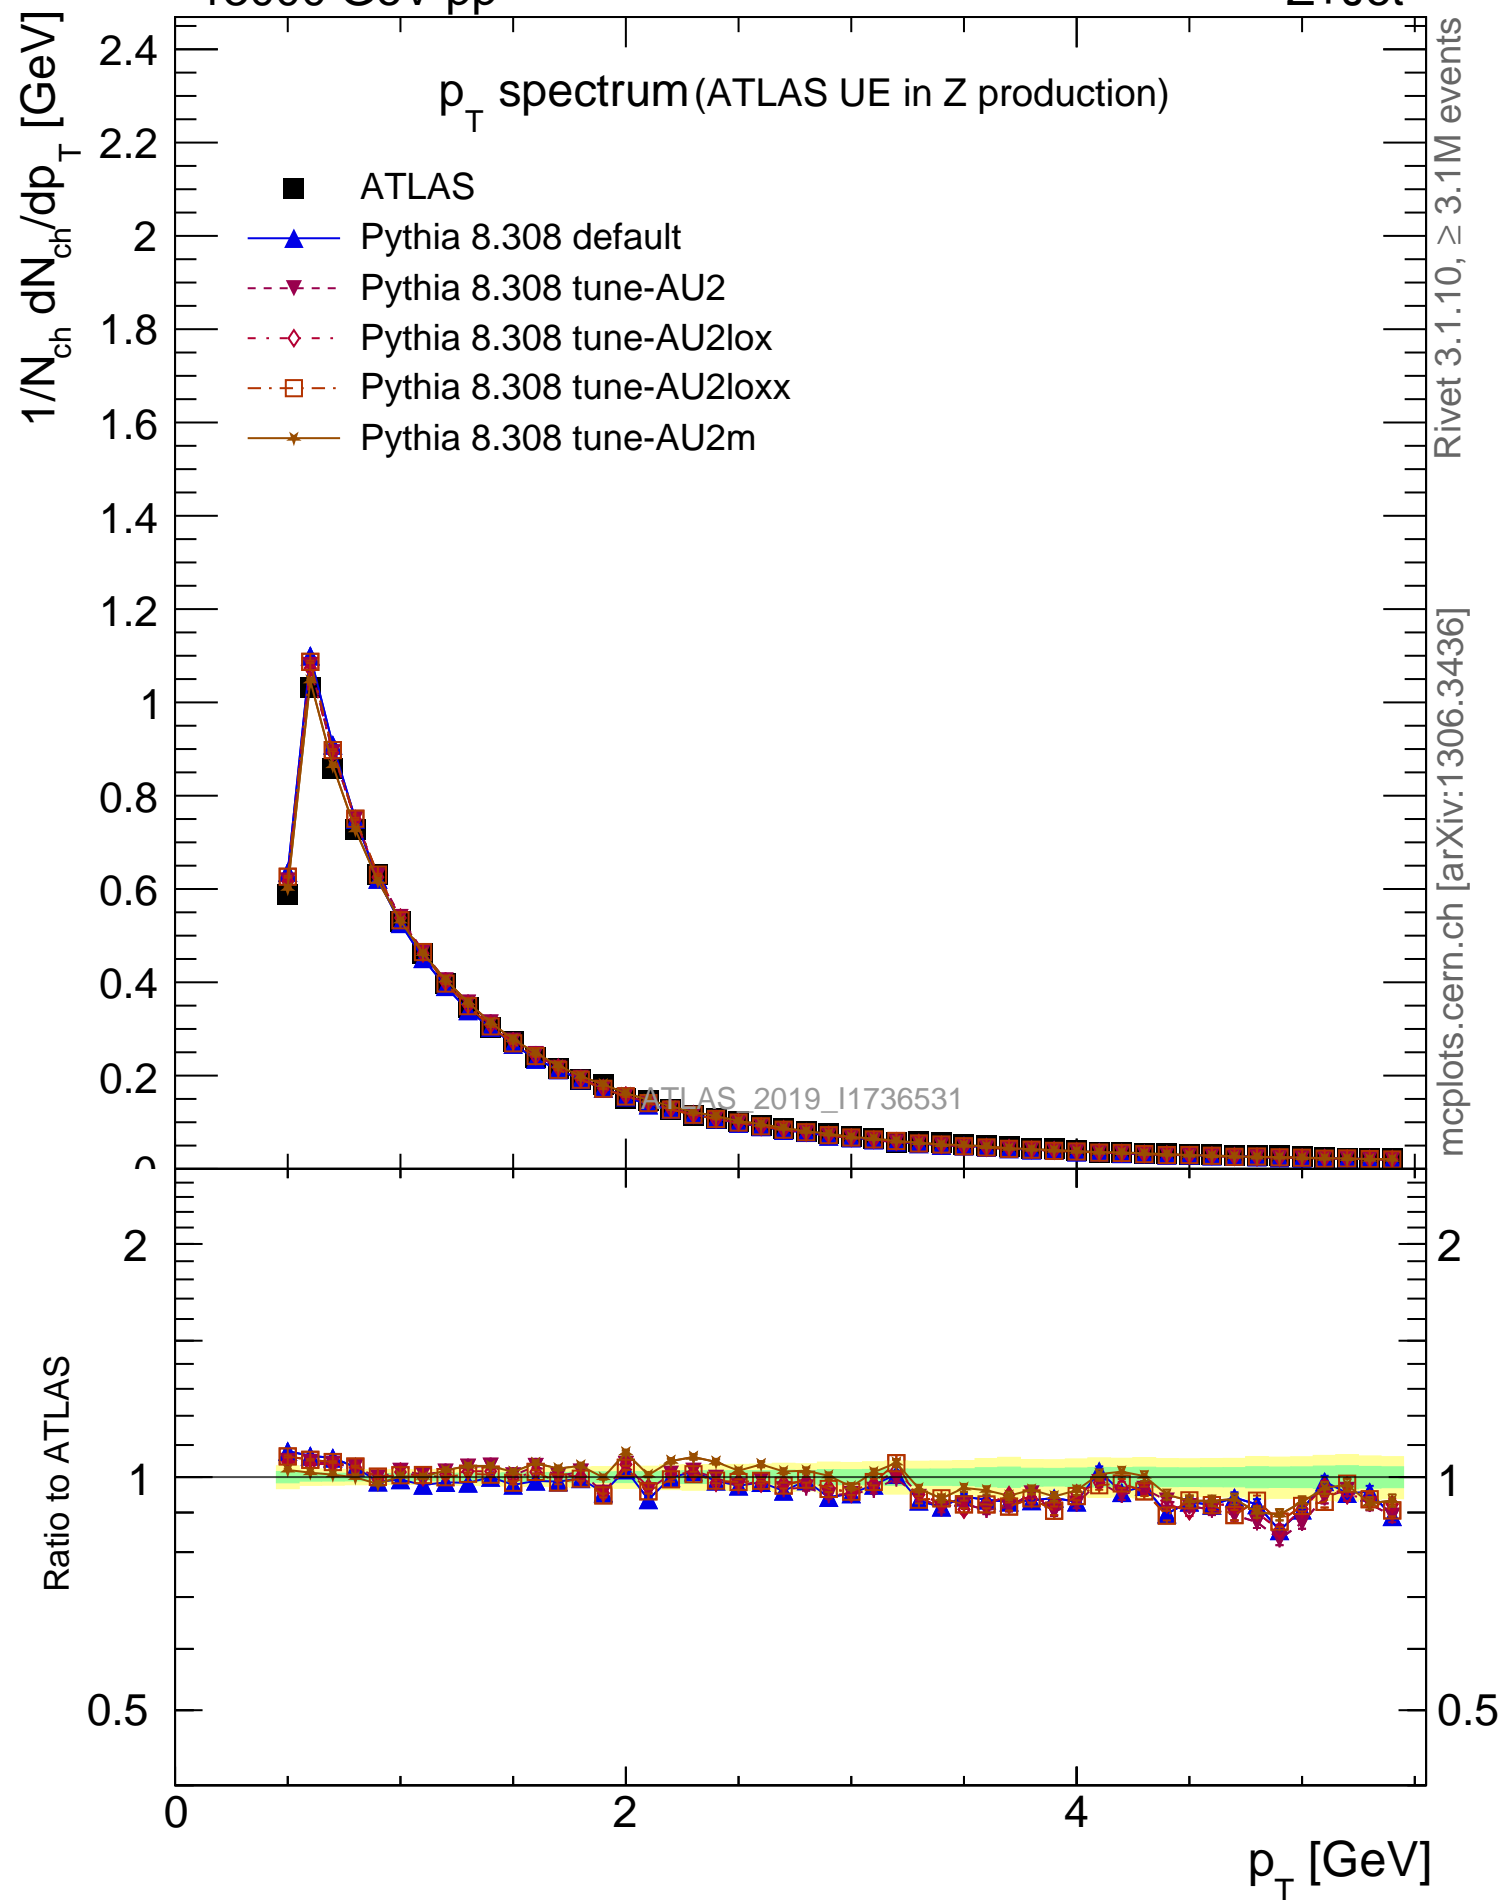 p_T spectrum (ATLAS UE in Z production)
ATLAS
Pythia 8.308 default
Pythia 8.308 tune-AU2
Pythia 8.308 tune-AU2lox
Pythia 8.308 tune-AU2loxx
Pythia 8.308 tune-AU2m
1/N_ch dN_ch/dp_T [GeV]
2.4
2.2
2
1.8
1.6
1.4
1.2
1
0.8
0.6
0.4
0.2
0
ATLAS_2019_I1736531
Rivet 3.1.10, ≥ 3.1M events
mcplots.cern.ch [arXiv:1306.3436]
Ratio to ATLAS
2
1
0.5
2
1
0.5
0
2
4
p_T [GeV]